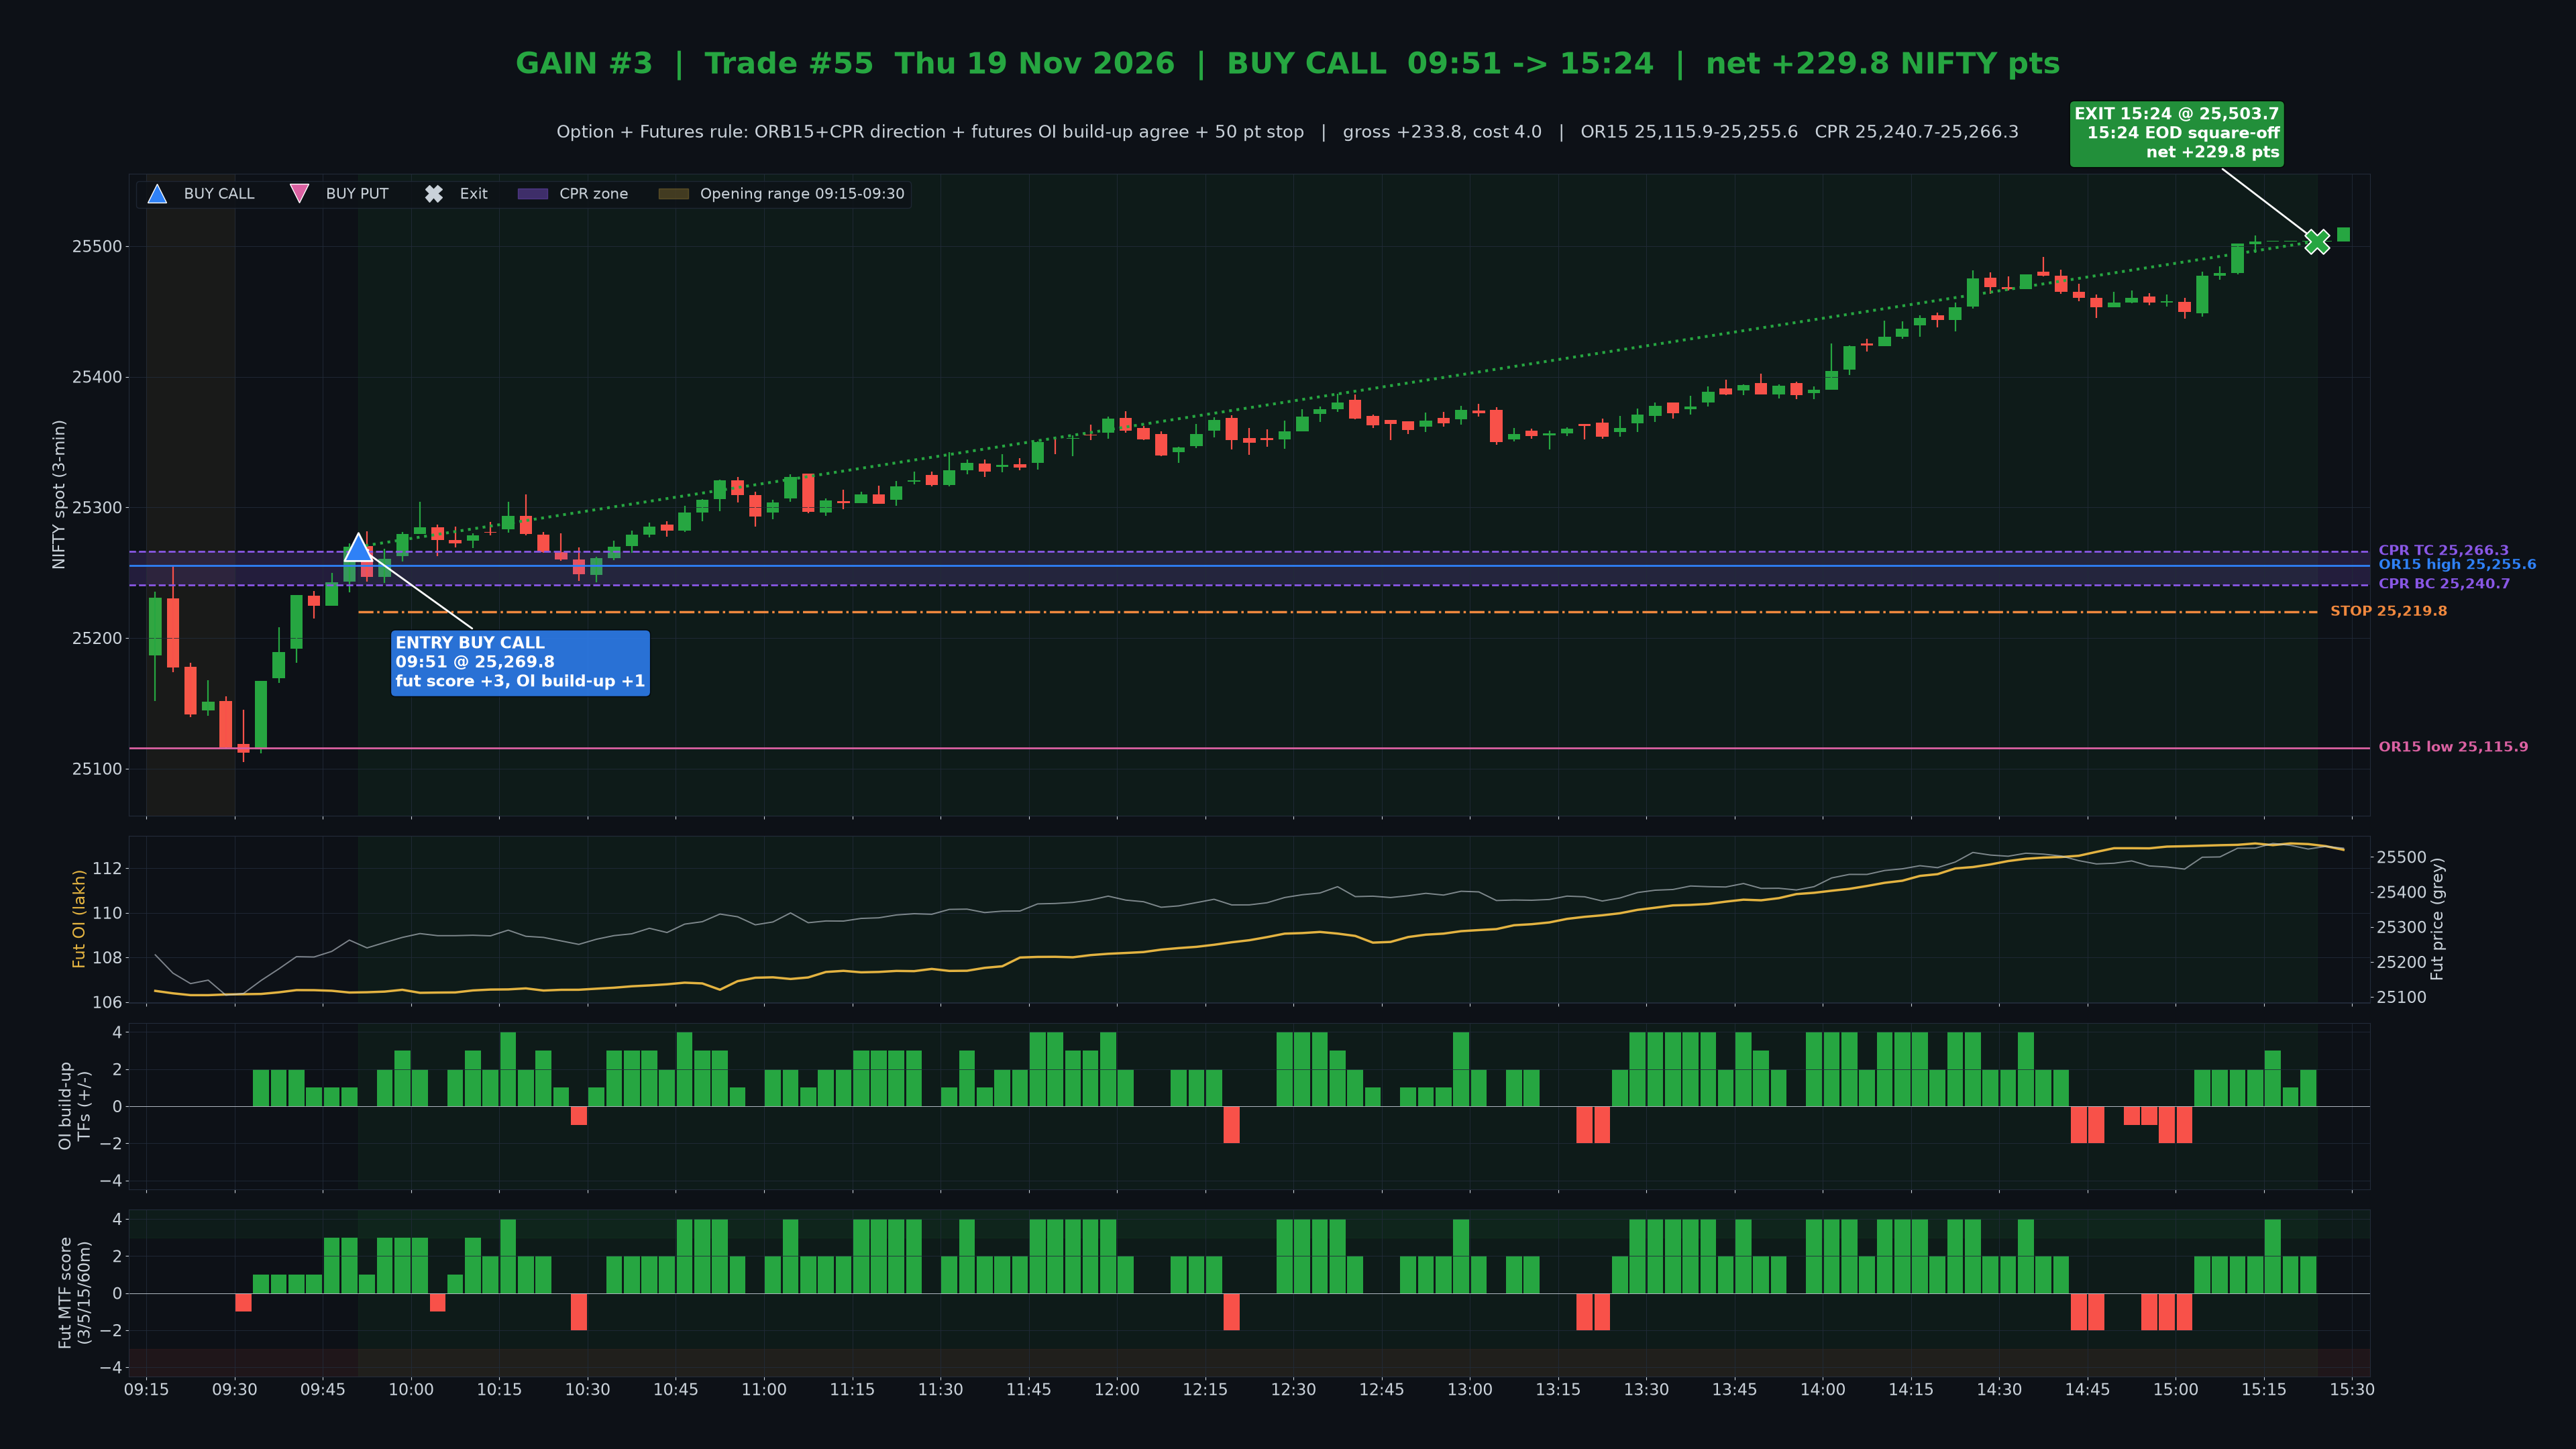 GAIN #3 | Trade #55 Thu 19 Nov 2026 | BUY CALL 09:51 -> 15:24 | net +229.8 NIFTY pts
Option + Futures rule: ORB15+CPR direction + futures OI build-up agree + 50 pt stop | gross +233.8, cost 4.0 | OR15 25,115.9-25,255.6 CPR 25,240.7-25,266.3
EXIT 15:24 @ 25,503.7
15:24 EOD square-off
net +229.8 pts
BUY CALL
BUY PUT
Exit
CPR zone
Opening range 09:15-09:30
NIFTY spot (3-min)
25500
25400
25300
25200
25100
CPR TC 25,266.3
OR15 high 25,255.6
CPR BC 25,240.7
STOP 25,219.8
OR15 low 25,115.9
ENTRY BUY CALL
09:51 @ 25,269.8
fut score +3, OI build-up +1
Fut OI (lakh)
112
110
108
106
25500
25400
25300
25200
25100
Fut price (grey)
OI build-up
TFs (+/-)
4
2
0
−2
−4
Fut MTF score
(3/5/15/60m)
4
2
0
−2
−4
09:15 09:30 09:45 10:00 10:15 10:30 10:45 11:00 11:15 11:30 11:45 12:00 12:15 12:30 12:45 13:00 13:15 13:30 13:45 14:00 14:15 14:30 14:45 15:00 15:15 15:30